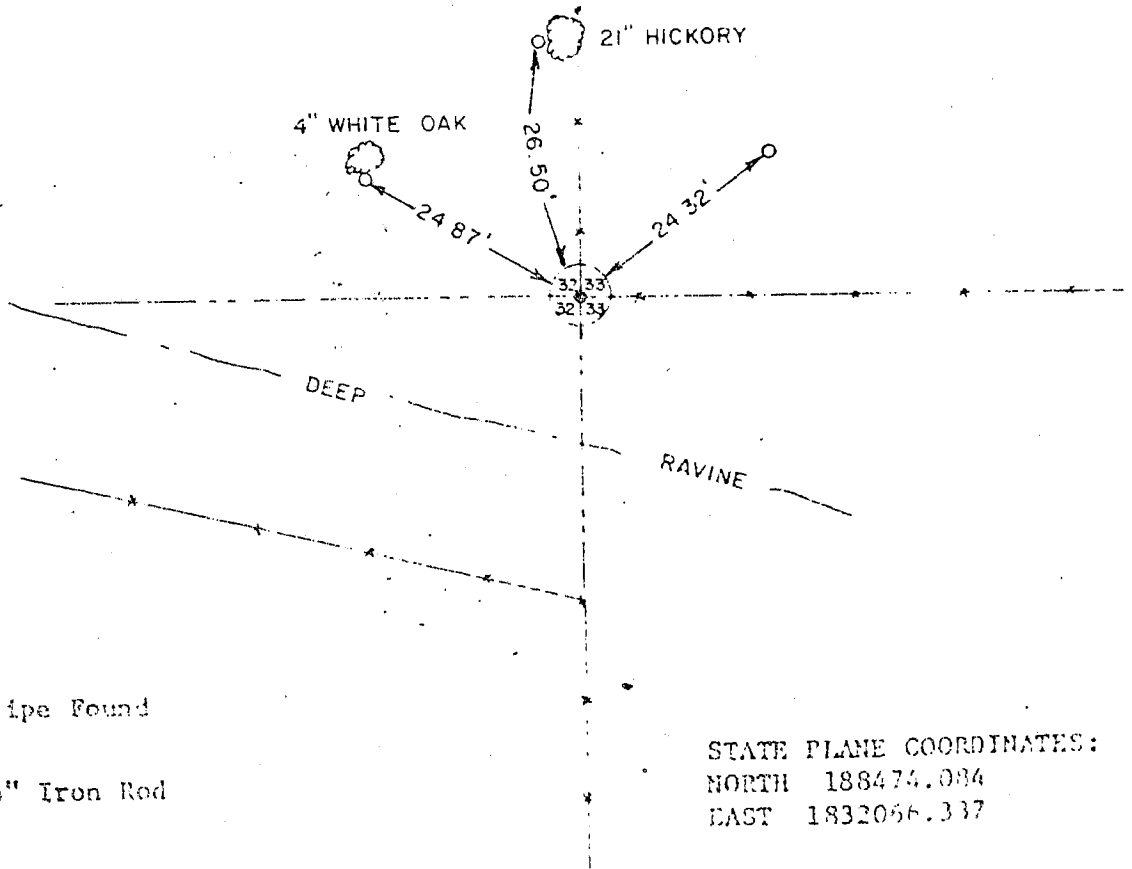 21" HICKORY
4" WHITE OAK
26.50'
24 87'
24 32'
32 33
32 33
DEEP
RAVINE
ipe Found
" Iron Rod
STATE PLANE COORDINATES:
NORTH 188474.084
EAST 1832066.337